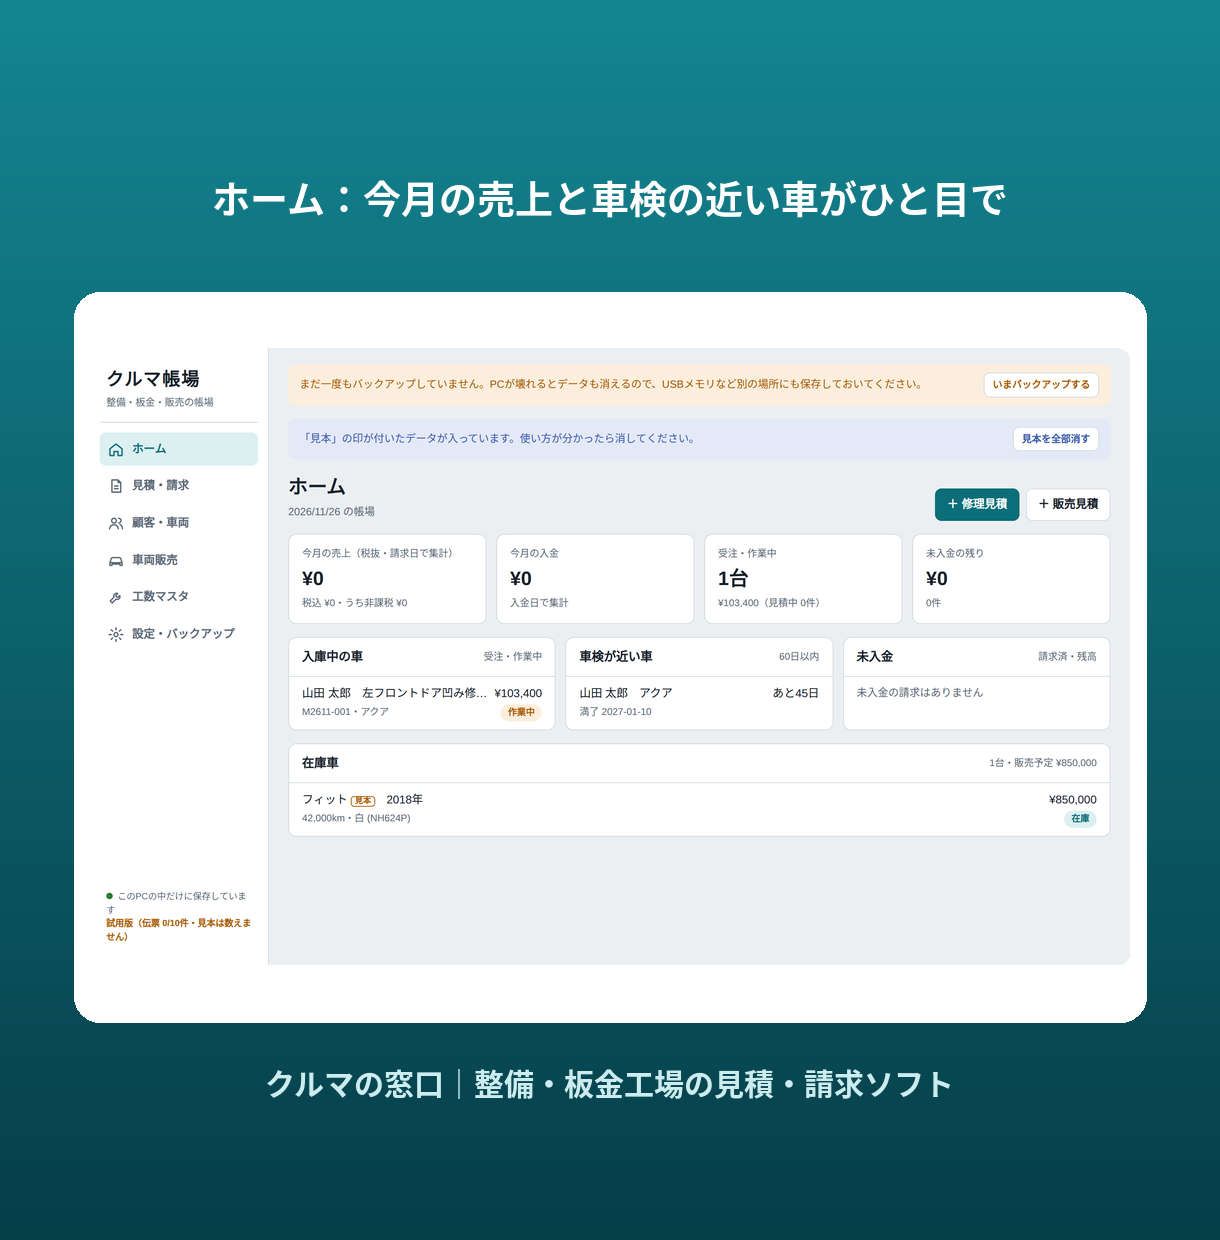 ホーム：今月の売上と車検の近い車がひと目で
クルマ帳場
整備・板金・販売の帳場
ホーム
見積・請求
顧客・車両
車両販売
工数マスタ
設定・バックアップ
このPCの中だけに保存していま
す
試用版（伝票 0/10件・見本は数えま
せん）
まだ一度もバックアップしていません。PCが壊れるとデータも消えるので、USBメモリなど別の場所にも保存しておいてください。
いまバックアップする
「見本」の印が付いたデータが入っています。使い方が分かったら消してください。
見本を全部消す
ホーム
2026/11/26 の帳場
＋ 修理見積
＋ 販売見積
今月の売上（税抜・請求日で集計）
¥0
税込 ¥0・うち非課税 ¥0
今月の入金
¥0
入金日で集計
受注・作業中
1台
¥103,400（見積中 0件）
未入金の残り
¥0
0件
入庫中の車 受注・作業中
山田 太郎　左フロントドア凹み修… ¥103,400
M2611-001・アクア 作業中
車検が近い車 60日以内
山田 太郎　アクア あと45日
満了 2027-01-10
未入金 請求済・残高
未入金の請求はありません
在庫車 1台・販売予定 ¥850,000
フィット 見本 2018年 ¥850,000
42,000km・白 (NH624P) 在庫
クルマの窓口｜整備・板金工場の見積・請求ソフト